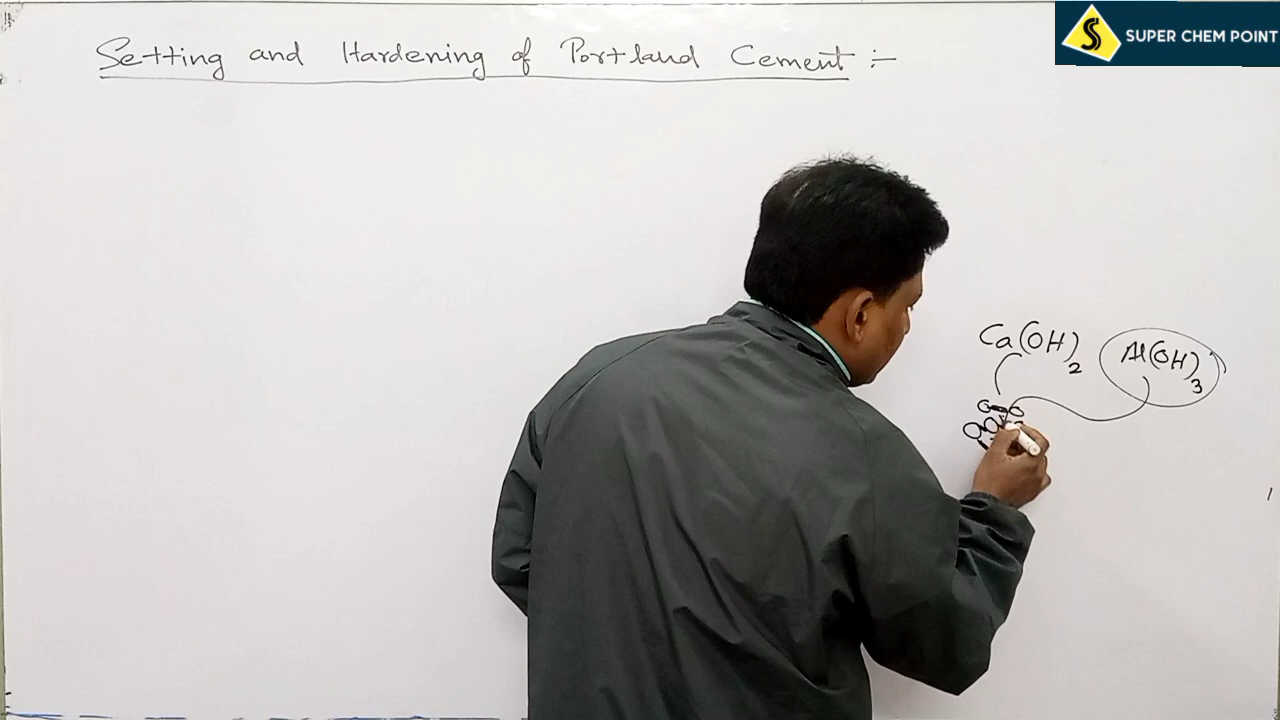 SUPER CHEM POINT
Setting and Hardening of Portland Cement :-
Ca(OH)2 Al(OH)3